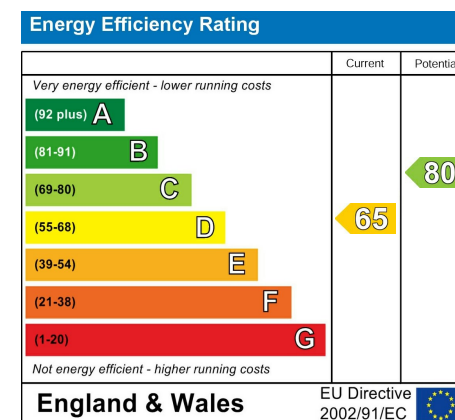 Energy Efficiency Rating
Current Potentia
Very energy efficient - lower running costs
(92 plus) A
(81-91) B
(69-80) C
(55-68) D
(39-54) E
(21-38) F
(1-20) G
65
80
Not energy efficient - higher running costs
England & Wales
EU Directive
2002/91/EC